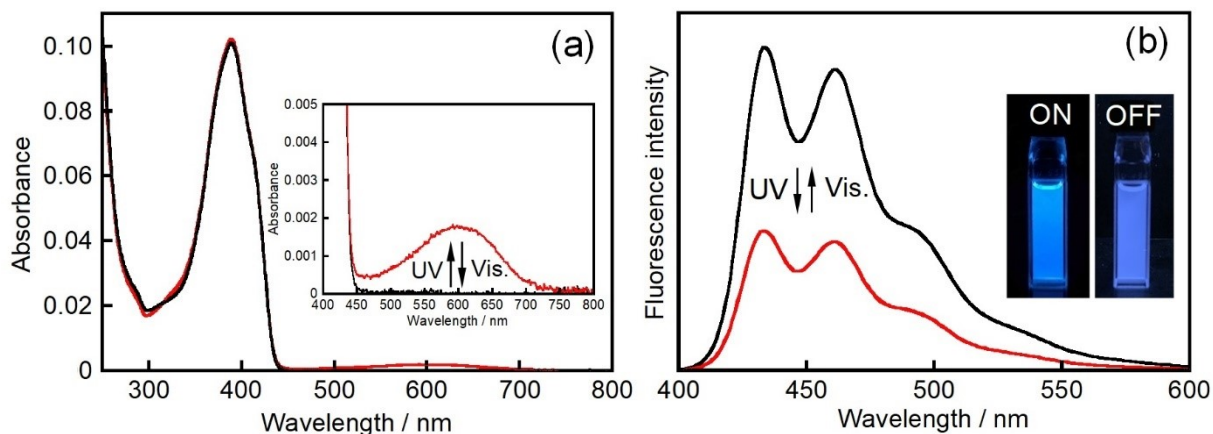 (a)
Absorbance
0.10
0.08
0.06
0.04
0.02
0
300 400 500 600 700 800
Wavelength / nm
Absorbance
0.005
0.004
0.003
0.002
0.001
0
400 450 500 550 600 650 700 750 800
Wavelength / nm
UV Vis.
(b)
Fluorescence intensity
UV Vis.
ON OFF
400 450 500 550 600
Wavelength / nm